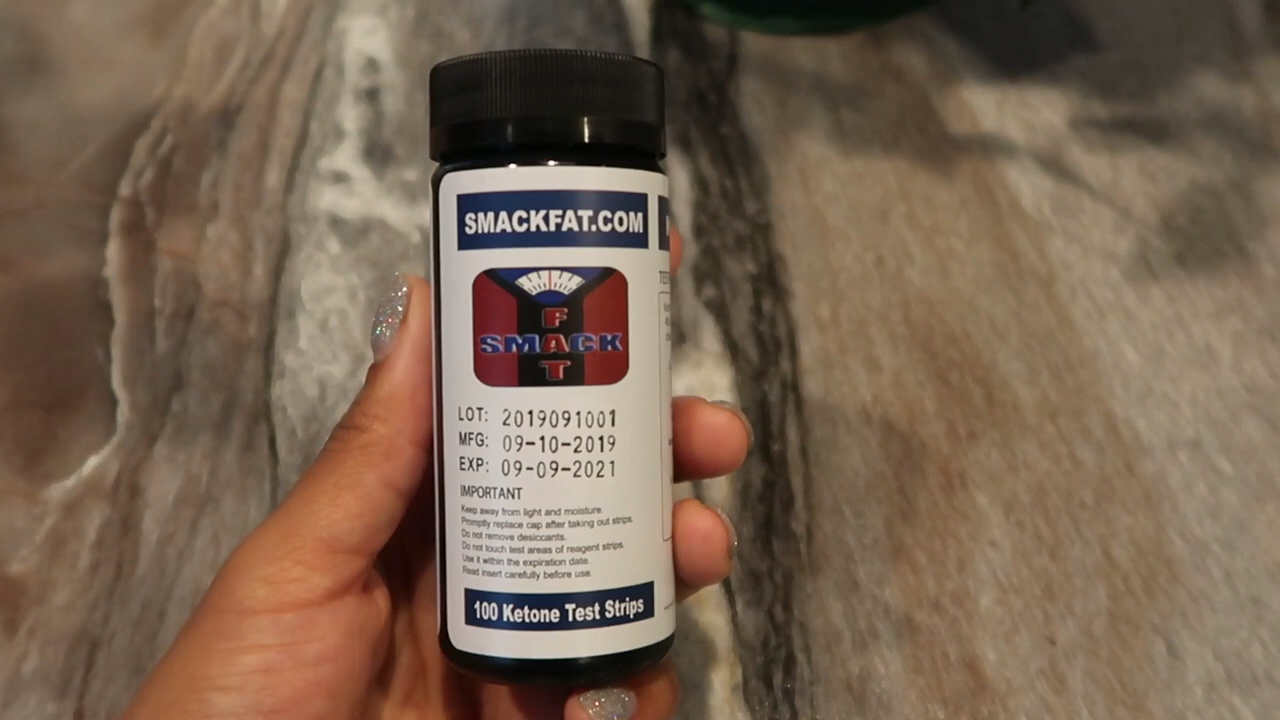 SMACKFAT.COM
F
SMACK
T
LOT: 2019091001
MFG: 09-10-2019
EXP: 09-09-2021
IMPORTANT
Keep away from light and moisture.
Promptly replace cap after taking out strips.
Do not remove desiccants.
Do not touch test areas of reagent strips.
Use it within the expiration date.
Read insert carefully before use.
100 Ketone Test Strips